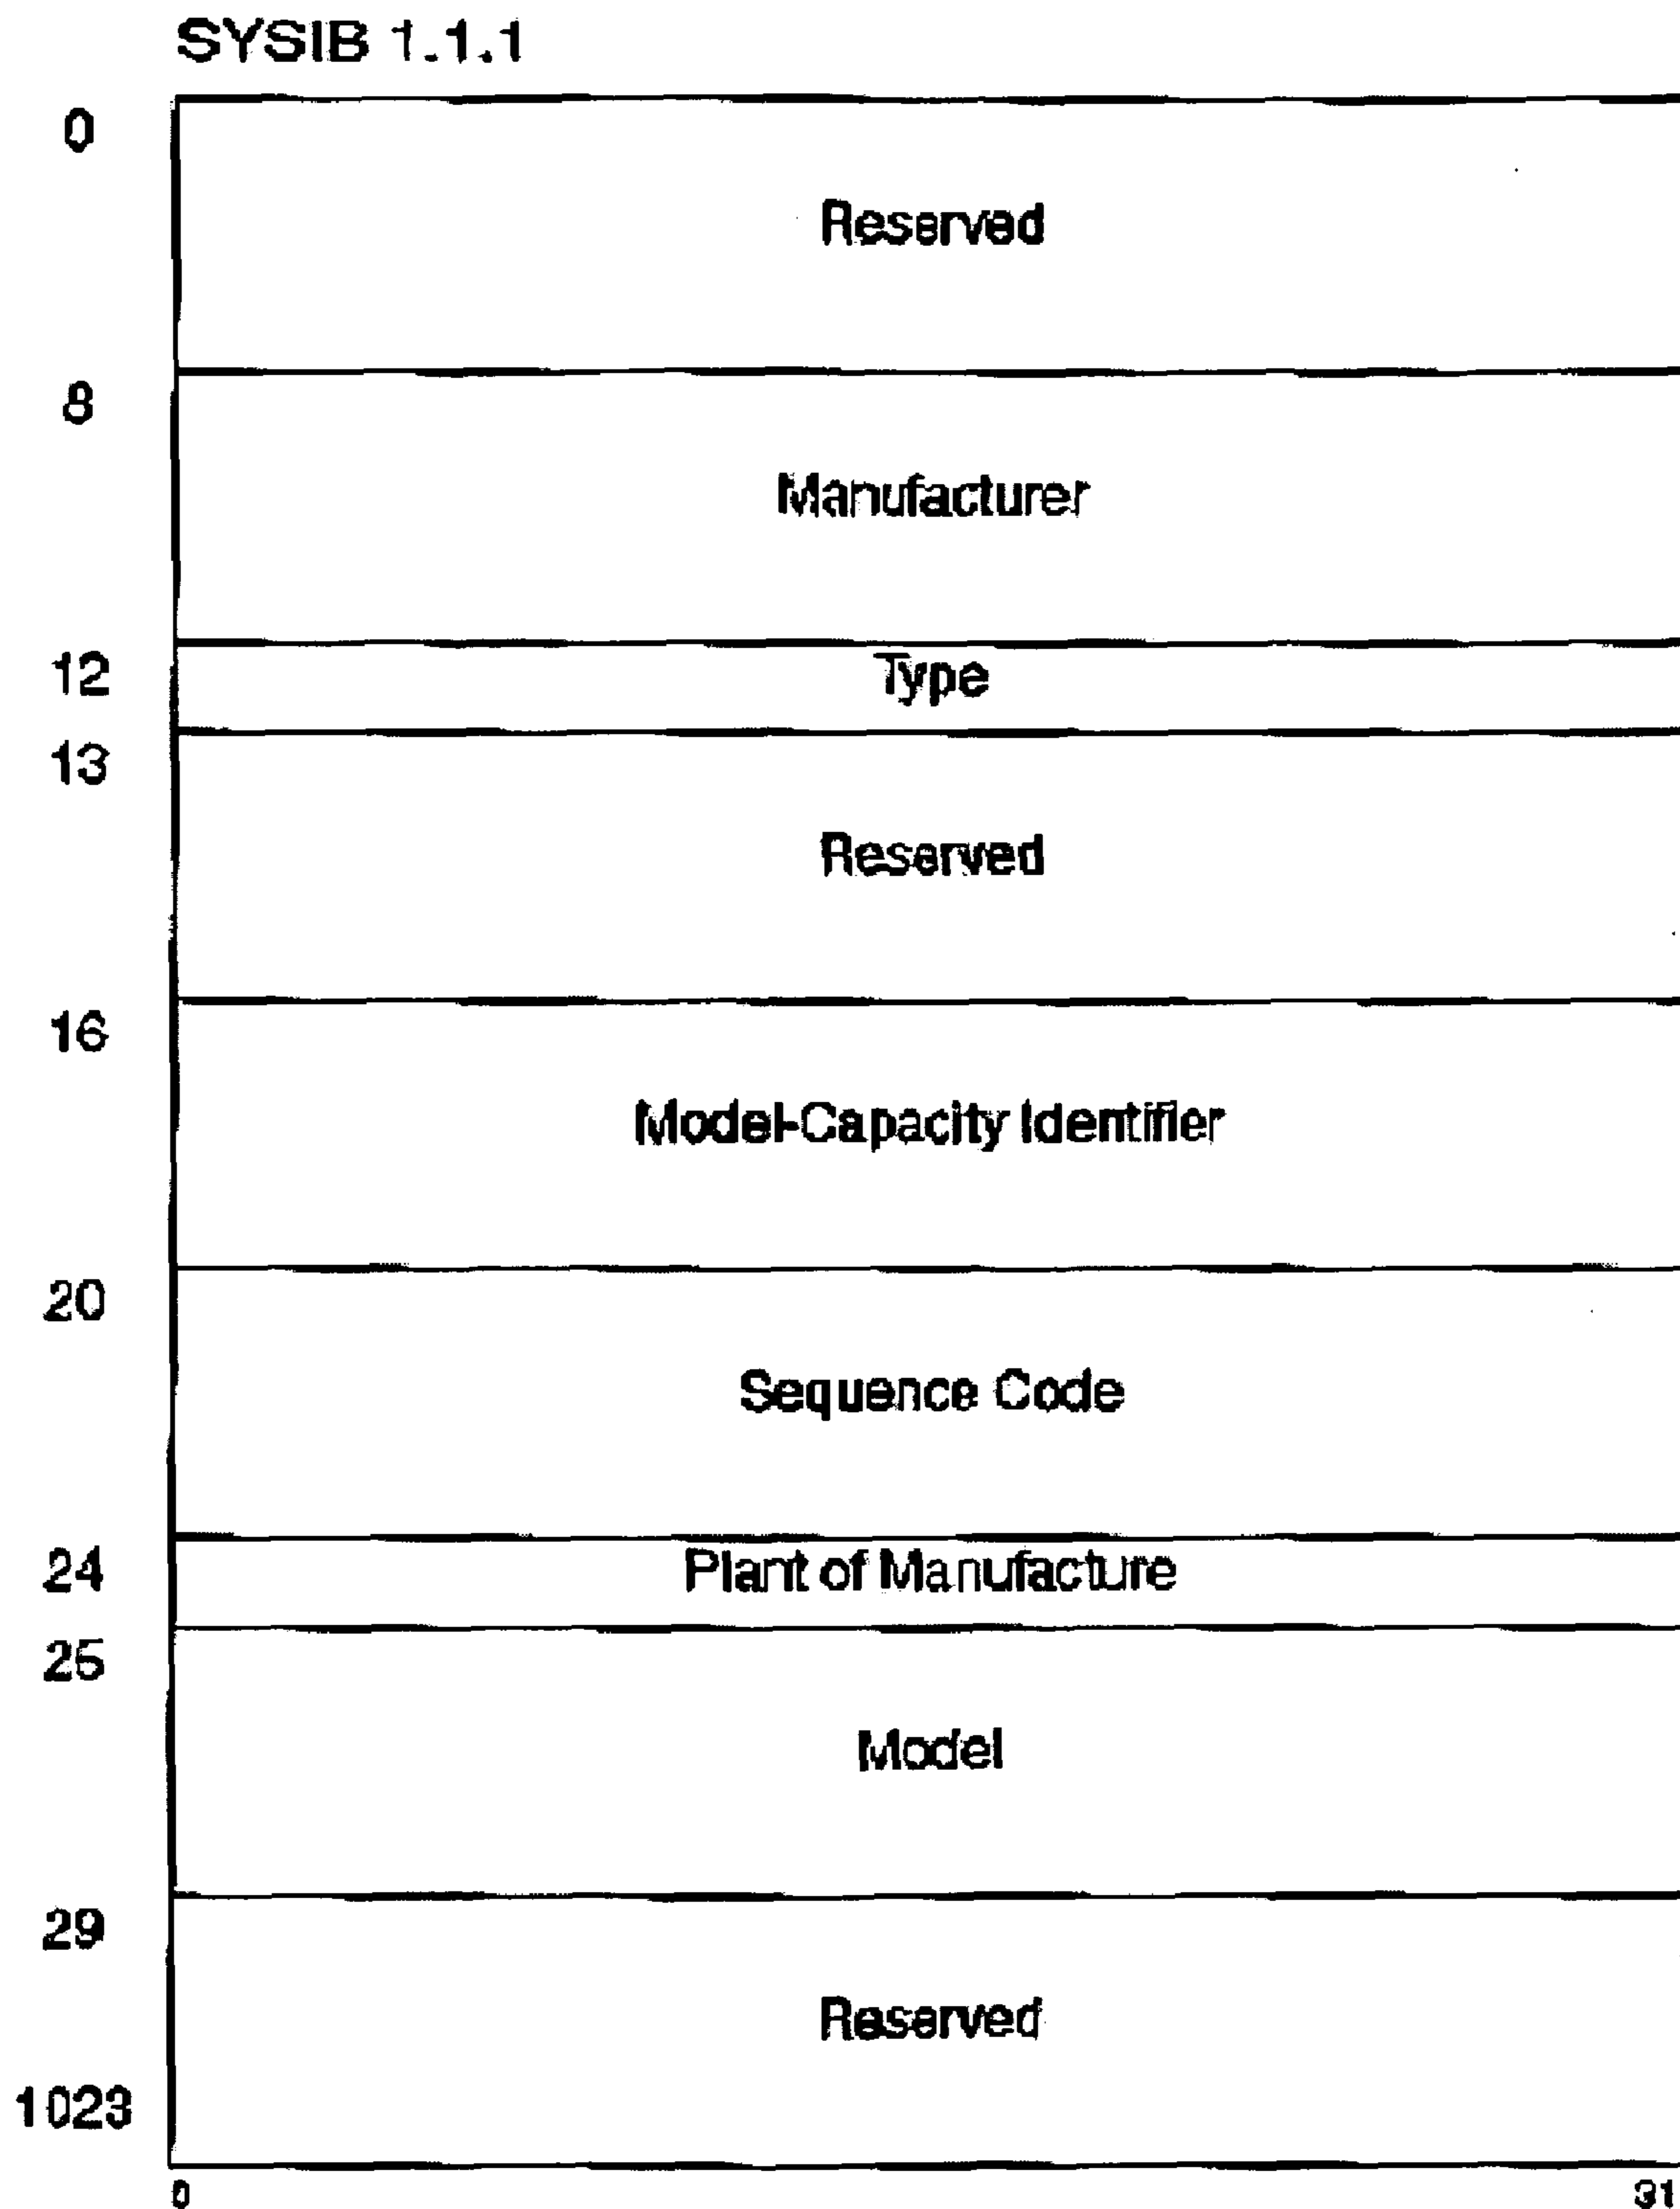 SYSIB 1.1.1
0
Reserved
8
Manufacturer
12
Type
13
Reserved
16
Model-Capacity Identifier
20
Sequence Code
24
Plant of Manufacture
25
Model
29
Reserved
1023
0 31